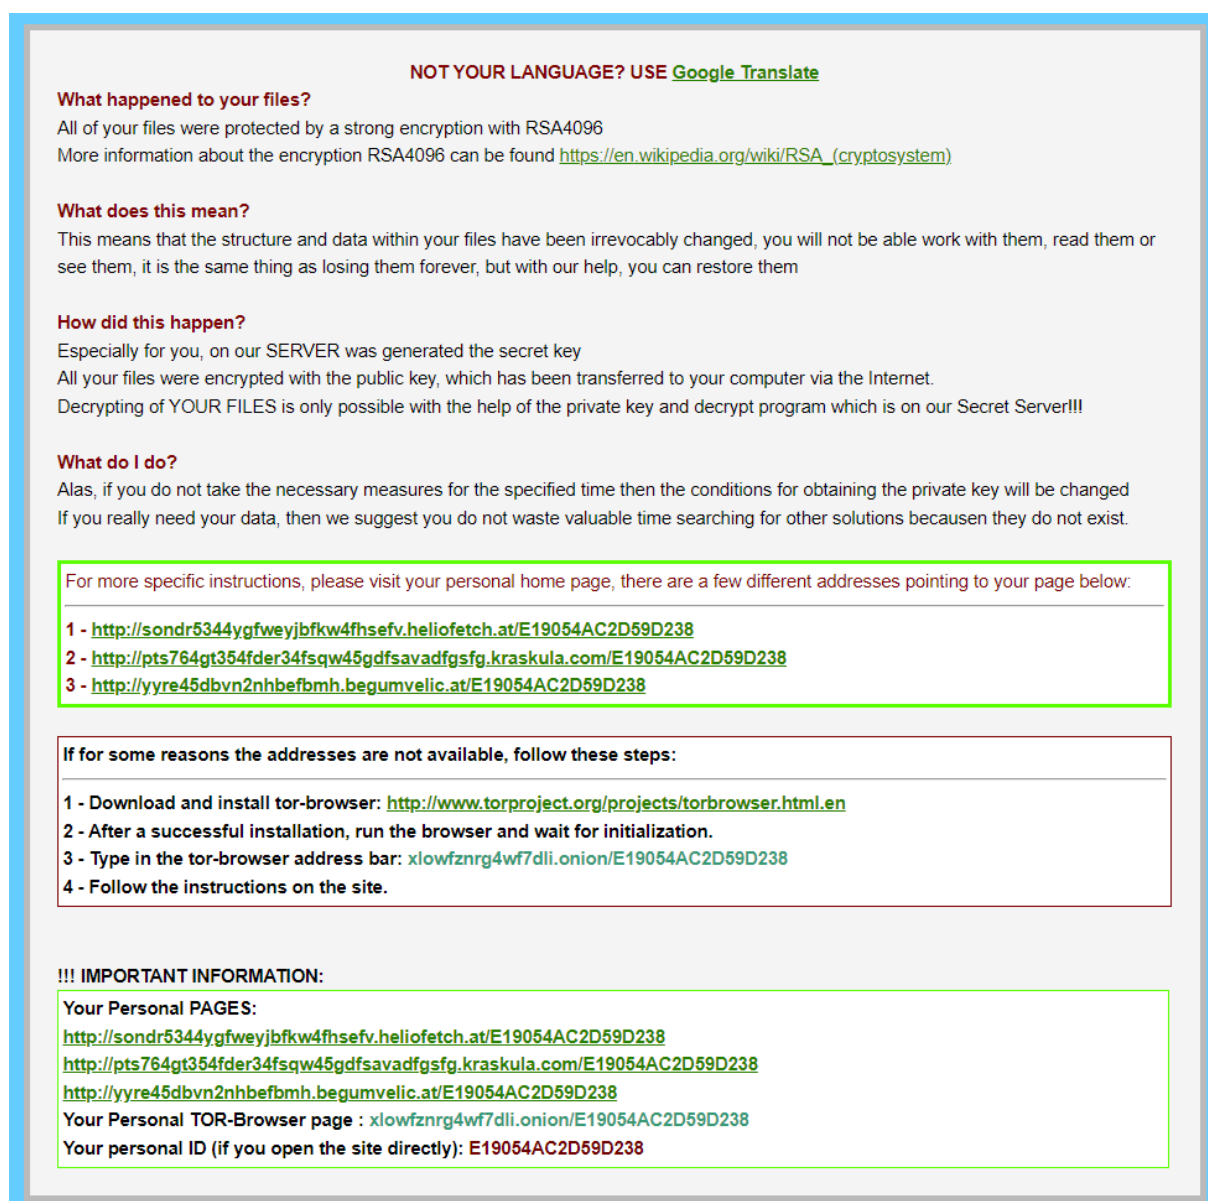 NOT YOUR LANGUAGE? USE Google Translate
What happened to your files?
All of your files were protected by a strong encryption with RSA4096
More information about the encryption RSA4096 can be found https://en.wikipedia.org/wiki/RSA_(cryptosystem)
What does this mean?
This means that the structure and data within your files have been irrevocably changed, you will not be able work with them, read them or
see them, it is the same thing as losing them forever, but with our help, you can restore them
How did this happen?
Especially for you, on our SERVER was generated the secret key
All your files were encrypted with the public key, which has been transferred to your computer via the Internet.
Decrypting of YOUR FILES is only possible with the help of the private key and decrypt program which is on our Secret Server!!!
What do I do?
Alas, if you do not take the necessary measures for the specified time then the conditions for obtaining the private key will be changed
If you really need your data, then we suggest you do not waste valuable time searching for other solutions becausen they do not exist.
For more specific instructions, please visit your personal home page, there are a few different addresses pointing to your page below:
1 - http://sondr5344ygfweyjbfkw4fhsefv.heliofetch.at/E19054AC2D59D238
2 - http://pts764gt354fder34fsqw45gdfsavadfgsfg.kraskula.com/E19054AC2D59D238
3 - http://yyre45dbvn2nhbefbmh.begumvelic.at/E19054AC2D59D238
If for some reasons the addresses are not available, follow these steps:
1 - Download and install tor-browser: http://www.torproject.org/projects/torbrowser.html.en
2 - After a successful installation, run the browser and wait for initialization.
3 - Type in the tor-browser address bar: xlowfznrg4wf7dli.onion/E19054AC2D59D238
4 - Follow the instructions on the site.
!!! IMPORTANT INFORMATION:
Your Personal PAGES:
http://sondr5344ygfweyjbfkw4fhsefv.heliofetch.at/E19054AC2D59D238
http://pts764gt354fder34fsqw45gdfsavadfgsfg.kraskula.com/E19054AC2D59D238
http://yyre45dbvn2nhbefbmh.begumvelic.at/E19054AC2D59D238
Your Personal TOR-Browser page : xlowfznrg4wf7dli.onion/E19054AC2D59D238
Your personal ID (if you open the site directly): E19054AC2D59D238